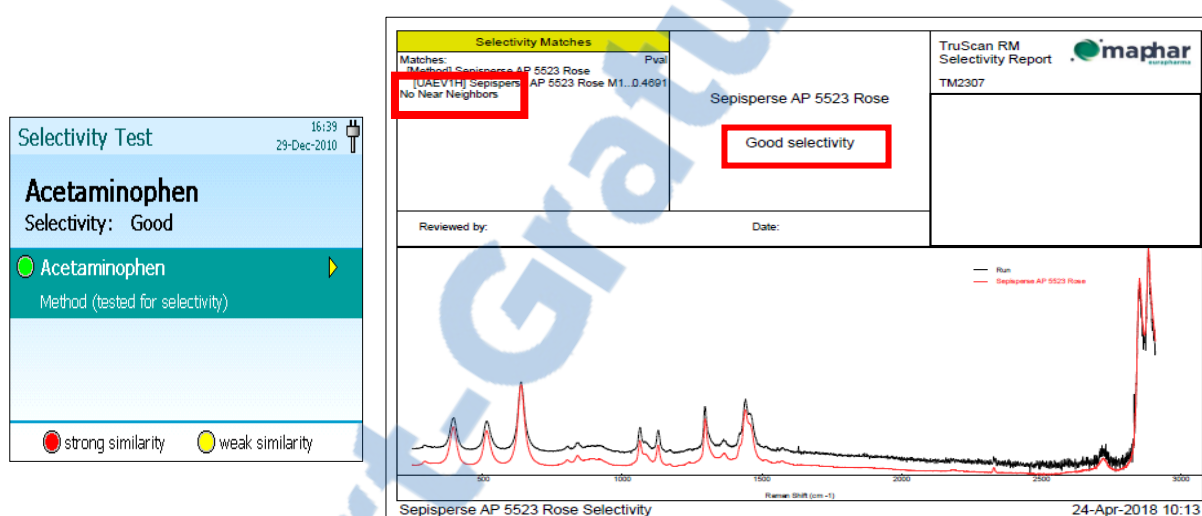 Selectivity Test
16:39
29-Dec-2010
Acetaminophen
Selectivity: Good
Acetaminophen
Method (tested for selectivity)
strong similarity
weak similarity
Selectivity Matches
Matches: Pval
[Method] Sepisperse AP 5523 Rose
[UAEV1H] Sepisperse AP 5523 Rose M1...0.4691
No Near Neighbors
Sepisperse AP 5523 Rose
Good selectivity
TruScan RM
Selectivity Report
TM2307
maphar
eurapharma
Reviewed by:
Date:
Run
Sepisperse AP 5523 Rose
500
1000
1500
2000
2500
3000
Raman Shift (cm -1)
Sepisperse AP 5523 Rose Selectivity
24-Apr-2018 10:13